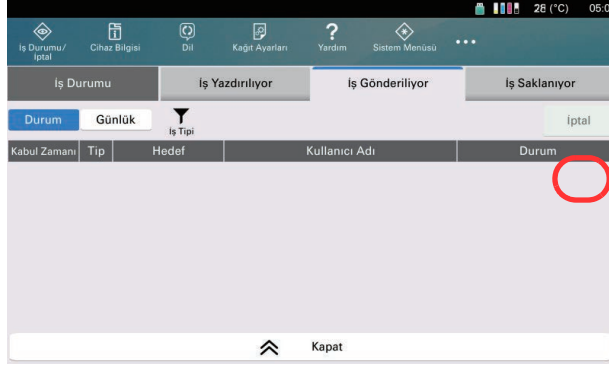 28 (°C) 05:0
İş Durumu/
İptal
Cihaz Bilgisi
Dil
Kağıt Ayarları
Yardım
Sistem Menüsü
İş Durumu
İş Yazdırılıyor
İş Gönderiliyor
İş Saklanıyor
Durum
Günlük
İş Tipi
İptal
Kabul Zamanı Tip Hedef Kullanıcı Adı Durum
Kapat